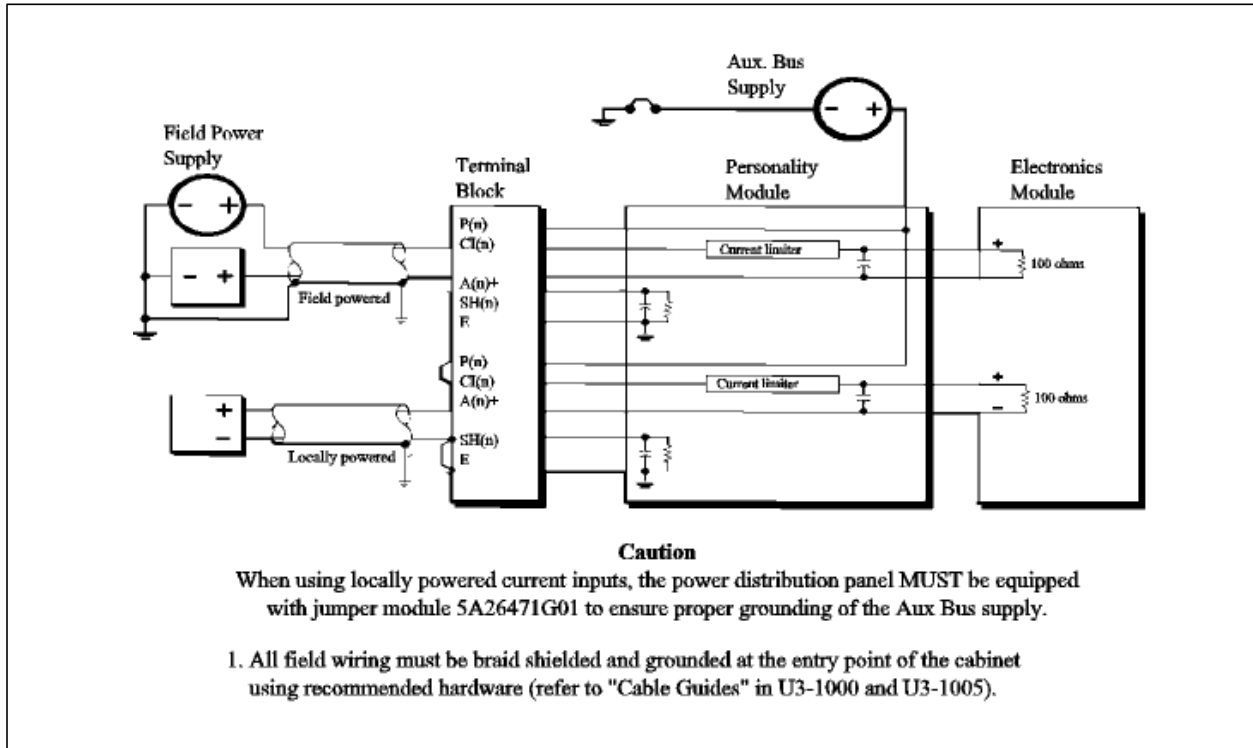 Aux. Bus
Supply
- +
Field Power
Supply
- +
Terminal
Block
Personality
Module
Electronics
Module
P(n)
CI(n)
Current limiter
+
100 ohms
- +
A(n)+
Field powered
SH(n)
E
P(n)
CI(n)
Current limiter
+
A(n)+
100 ohms
+
-
-
SH(n)
Locally powered
E
Caution
When using locally powered current inputs, the power distribution panel MUST be equipped
with jumper module 5A26471G01 to ensure proper grounding of the Aux Bus supply.
1. All field wiring must be braid shielded and grounded at the entry point of the cabinet
using recommended hardware (refer to "Cable Guides" in U3-1000 and U3-1005).